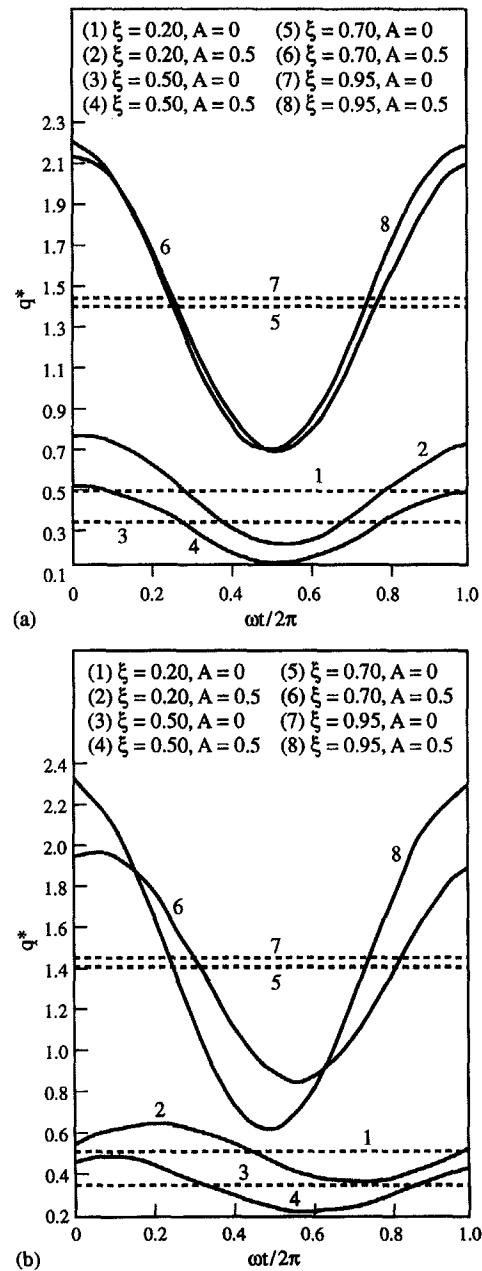 (1) ξ = 0.20, A = 0 (5) ξ = 0.70, A = 0
(2) ξ = 0.20, A = 0.5 (6) ξ = 0.70, A = 0.5
(3) ξ = 0.50, A = 0 (7) ξ = 0.95, A = 0
(4) ξ = 0.50, A = 0.5 (8) ξ = 0.95, A = 0.5
2.3
2.1
1.7
1.5
1.3
1.1
0.9
0.7
0.5
0.3
0.1
q*
6
8
7
5
2
1
3
4
0 0.2 0.4 0.6 0.8 1.0
(a)
ωt/2π
(1) ξ = 0.20, A = 0 (5) ξ = 0.70, A = 0
(2) ξ = 0.20, A = 0.5 (6) ξ = 0.70, A = 0.5
(3) ξ = 0.50, A = 0 (7) ξ = 0.95, A = 0
(4) ξ = 0.50, A = 0.5 (8) ξ = 0.95, A = 0.5
2.4
2.2
2.0
1.8
1.6
1.4
1.2
1.0
0.8
0.6
0.4
0.2
q*
8
6
7
5
2
1
3
4
0 0.2 0.4 0.6 0.8 1.0
(b)
ωt/2π